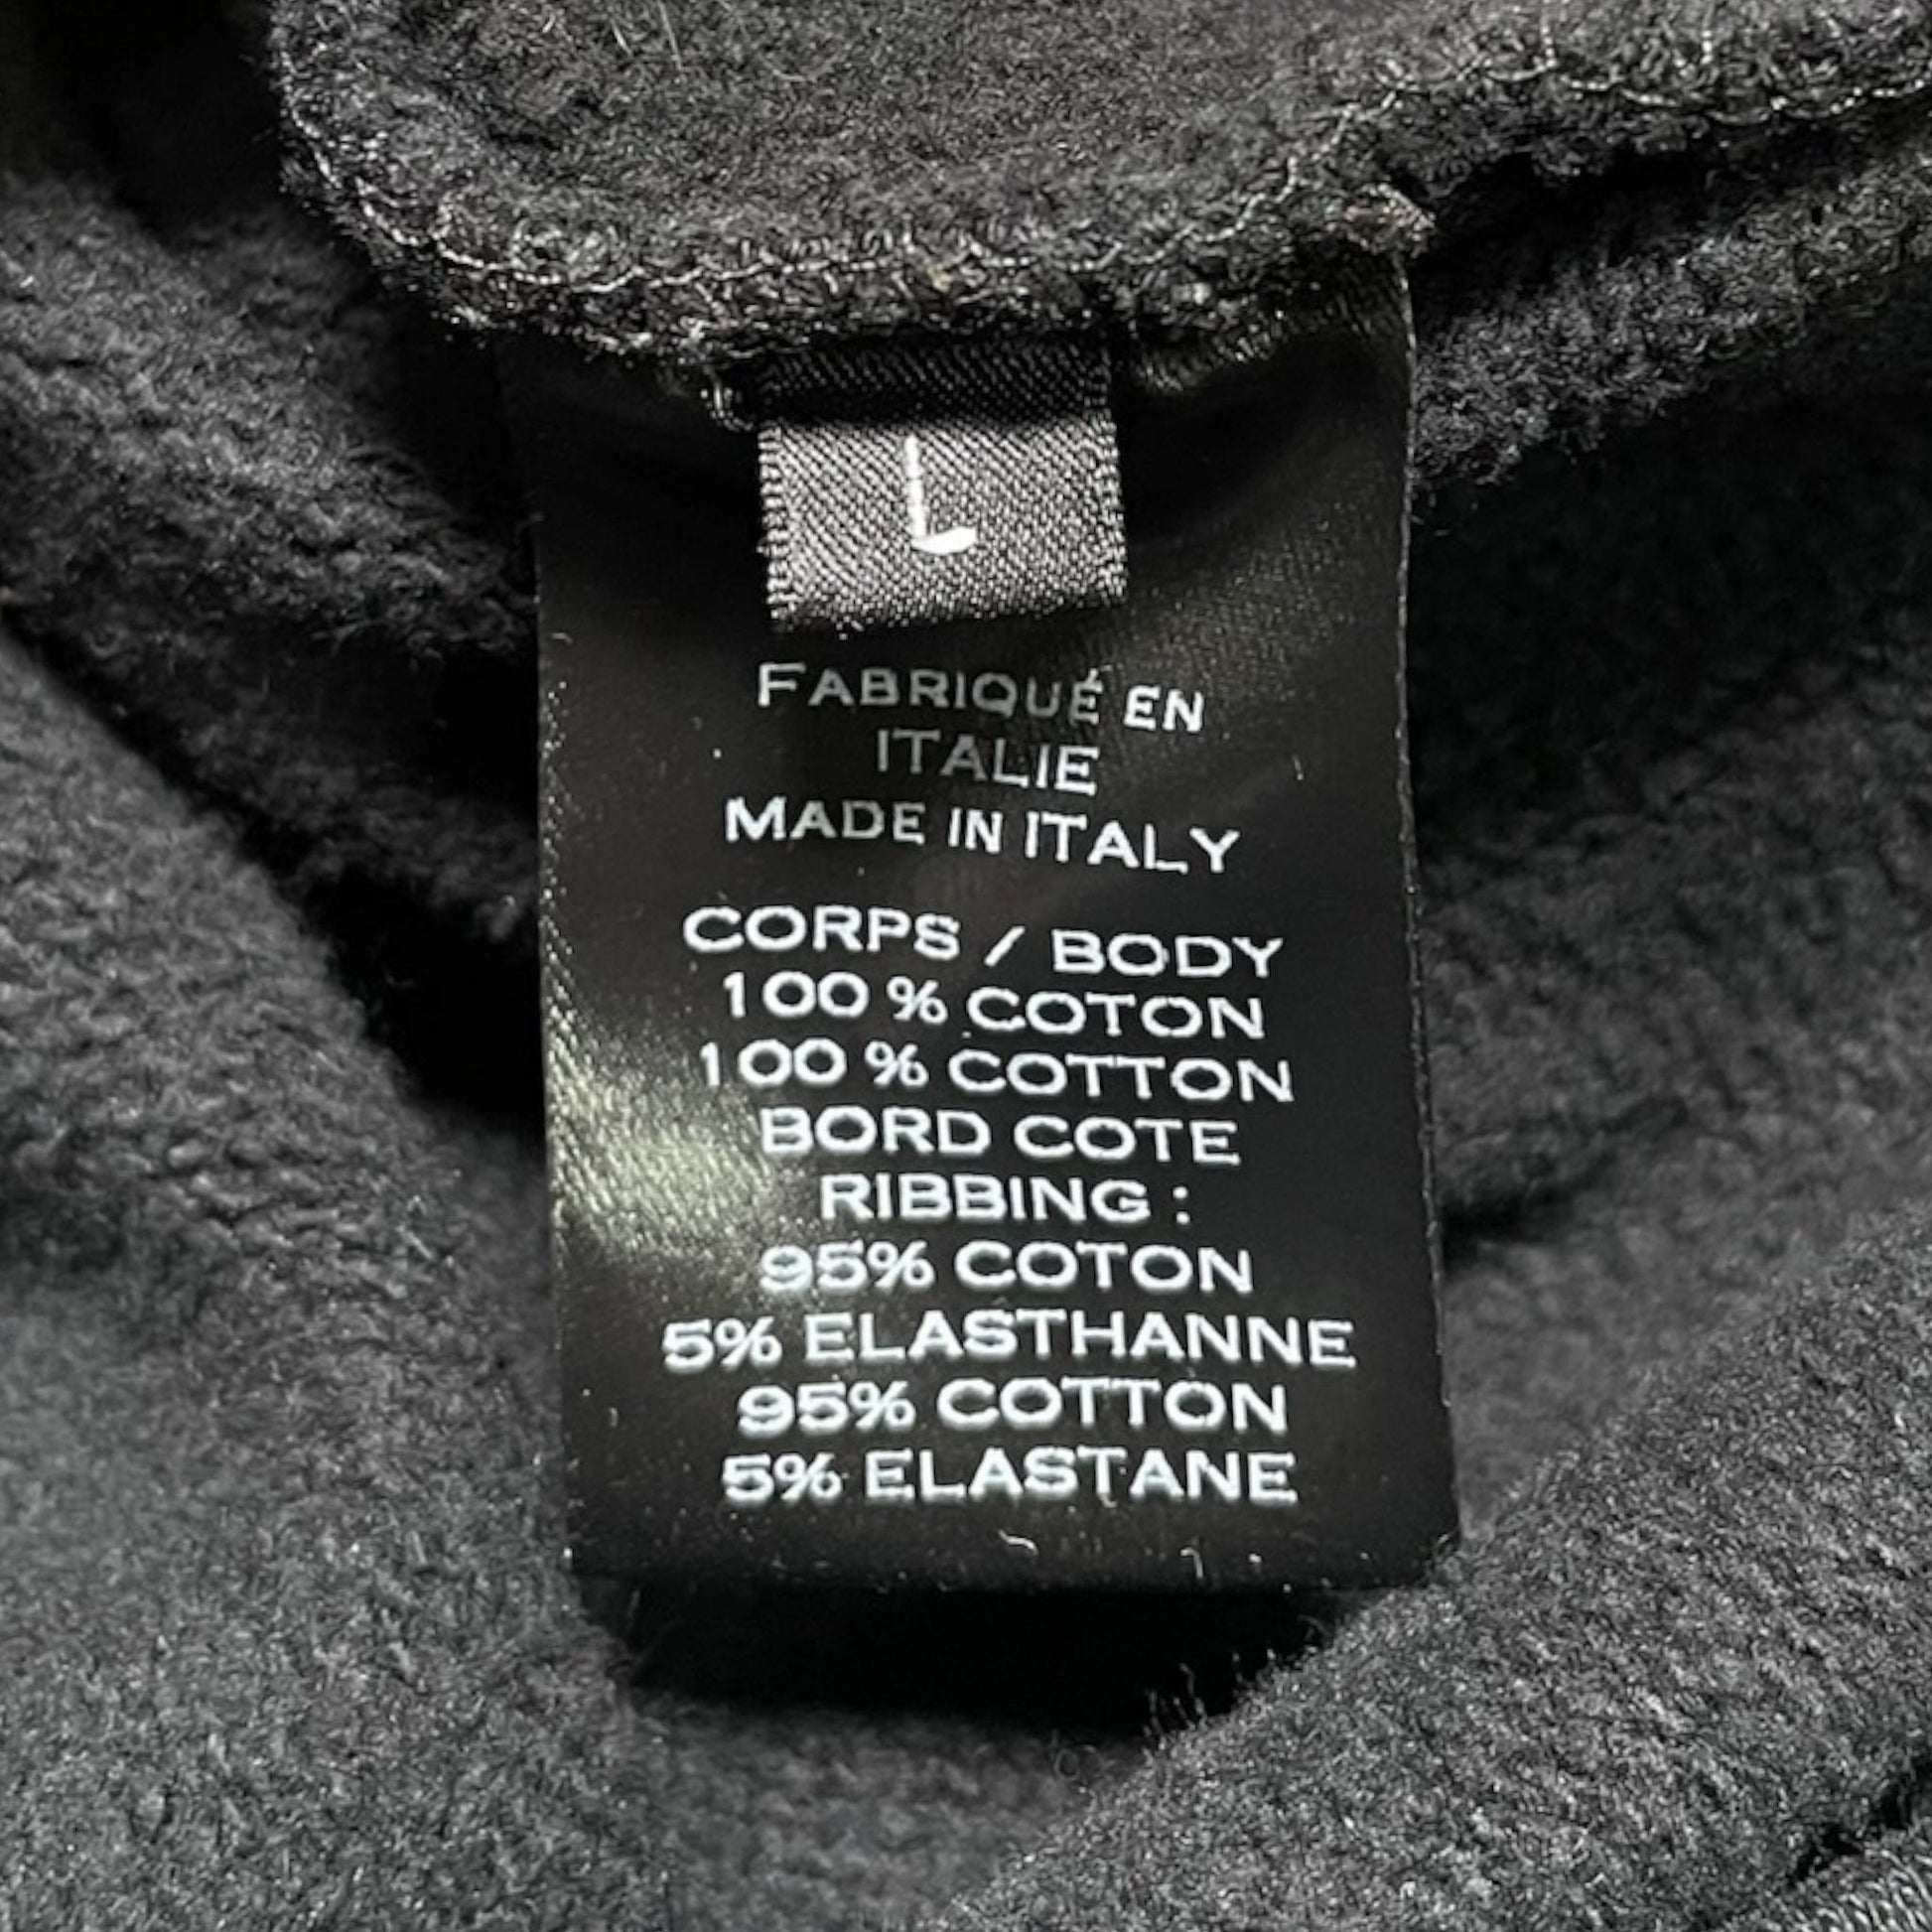 L
FABRIQUÉ EN
ITALIE
MADE IN ITALY
CORPS / BODY
100 % COTON
100 % COTTON
BORD COTE
RIBBING :
95% COTON
5% ELASTHANNE
95% COTTON
5% ELASTANE